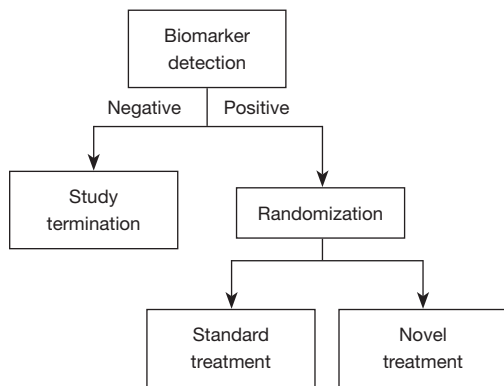 Biomarker
detection
Negative
Positive
Study
termination
Randomization
Standard
treatment
Novel
treatment